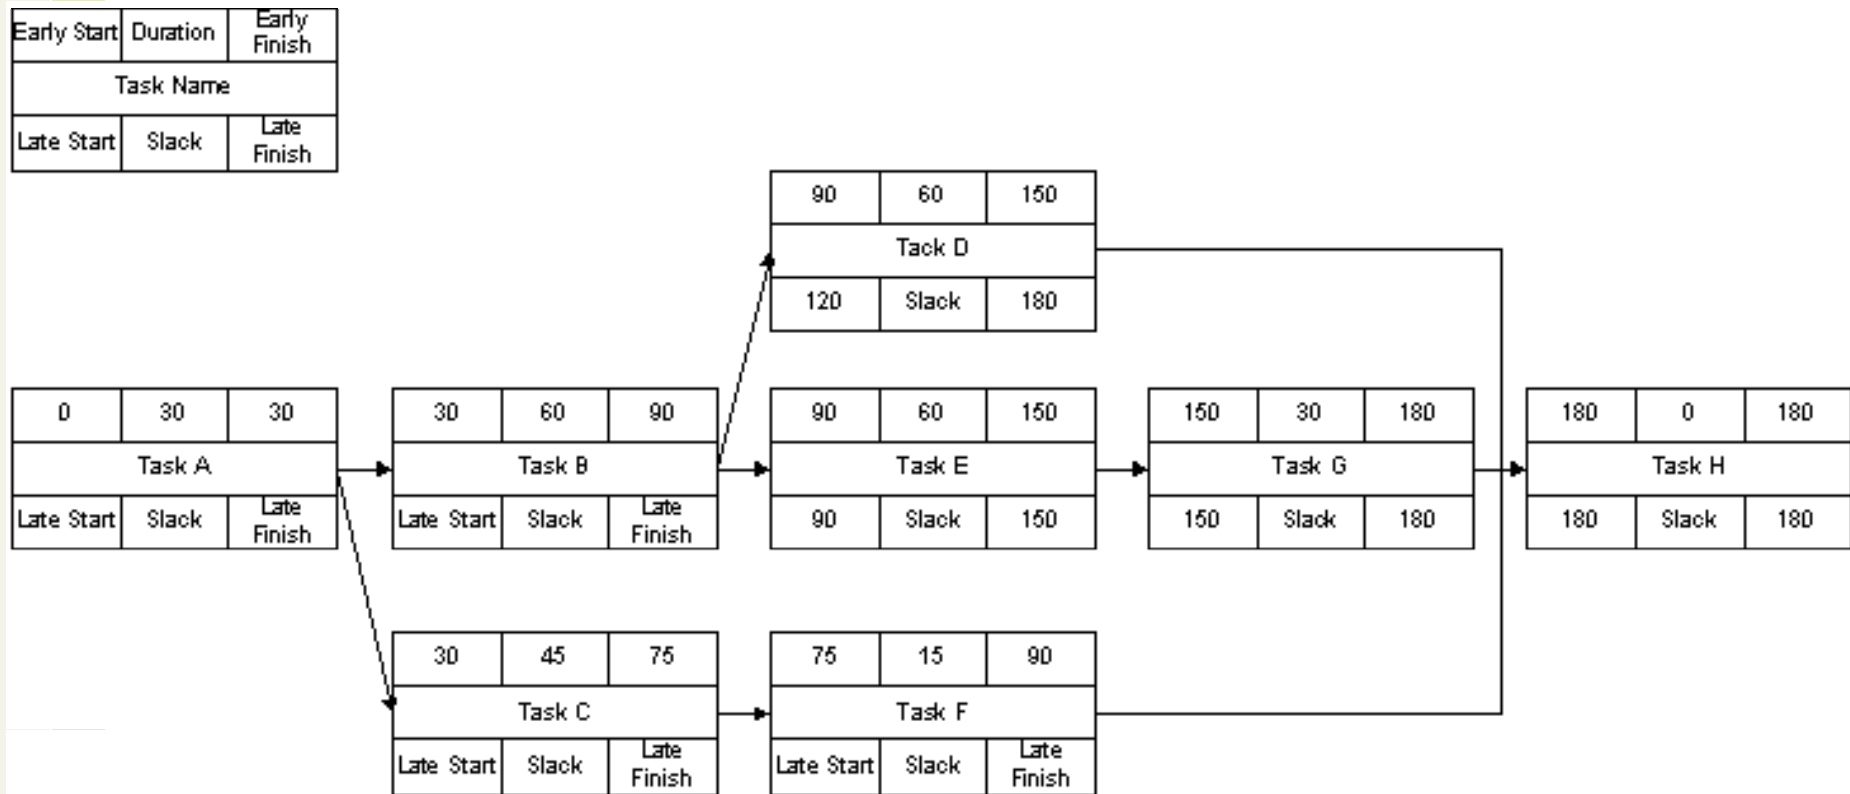 Early Start Duration Early
Finish
Task Name
Late Start Slack Late
Finish
90 60 150
Tack D
120 Slack 180
0 30 30
Task A
Late Start Slack Late
Finish
30 60 90
Task B
Late Start Slack Late
Finish
90 60 150
Task E
90 Slack 150
150 30 180
Task G
150 Slack 180
180 0 180
Task H
180 Slack 180
30 45 75
Task C
Late Start Slack Late
Finish
75 15 90
Task F
Late Start Slack Late
Finish